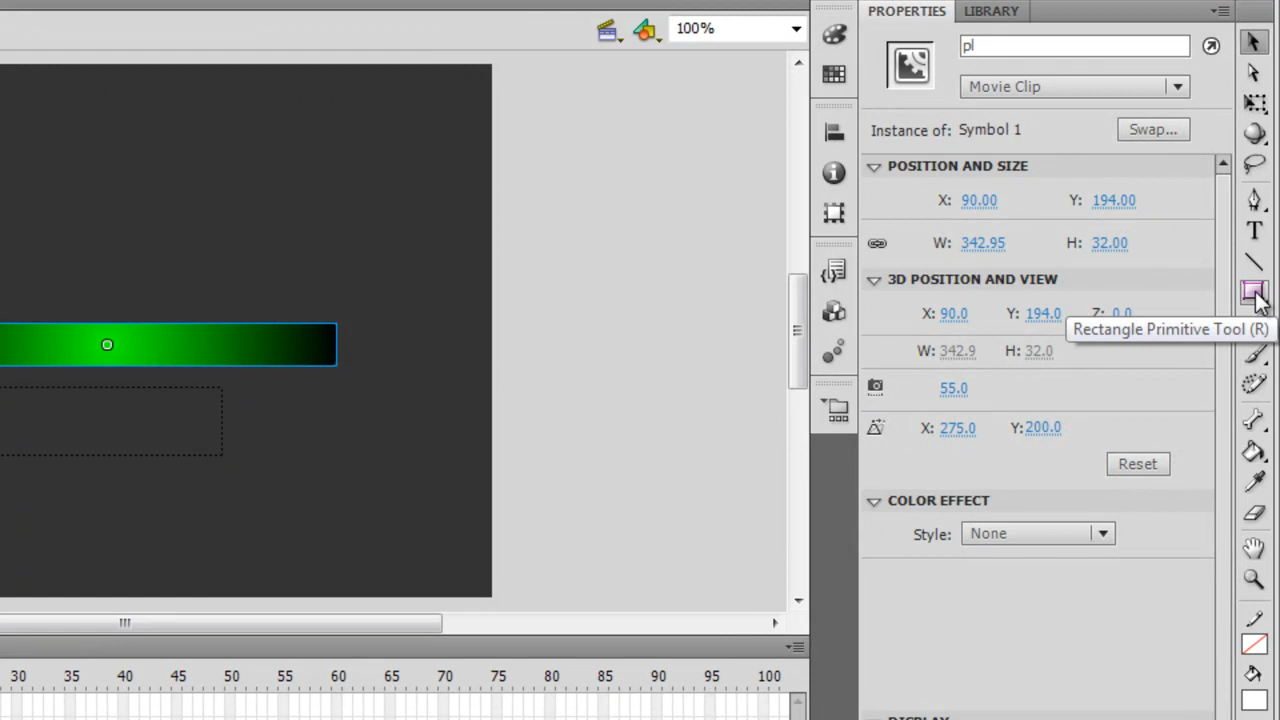 PROPERTIES LIBRARY
100%
pl
Movie Clip
Instance of: Symbol 1 Swap...
POSITION AND SIZE
X: 90.00 Y: 194.00
W: 342.95 H: 32.00
3D POSITION AND VIEW
X: 90.0 Y: 194.0 Z: 0.0
Rectangle Primitive Tool (R)
W: 342.9 H: 32.0
55.0
X: 275.0 Y: 200.0
Reset
COLOR EFFECT
Style: None
30 35 40 45 50 55 60 65 70 75 80 85 90 95 100
DISPLAY